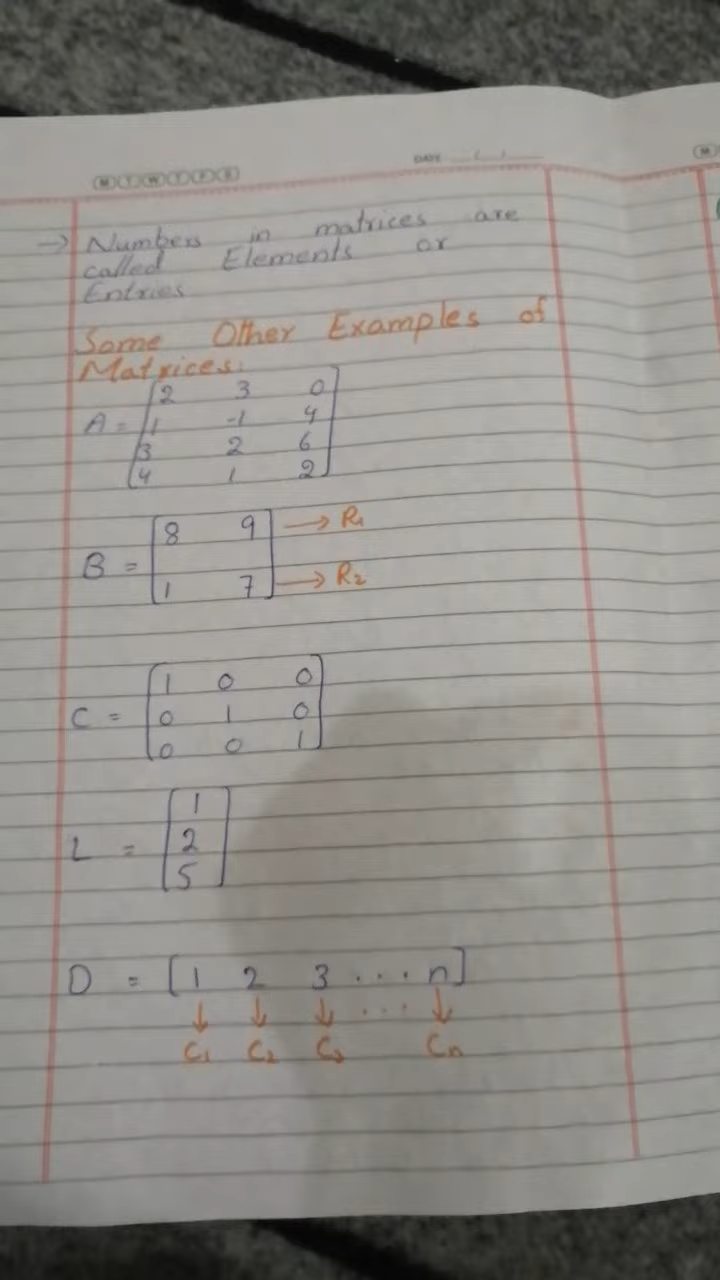 DATE
→ Numbers in matrices are
called Elements or
Entries
Some Other Examples of
Matrices:
A = [2 3 0
1 -1 4
3 2 6
4 1 2]
B = [8 9 → R1
1 7] → R2
C = [1 0 0
0 1 0
0 0 1]
L = [1
2
5]
D = [1 2 3 ... n]
↓ ↓ ↓ ... ↓
C1 C2 C3 Cn